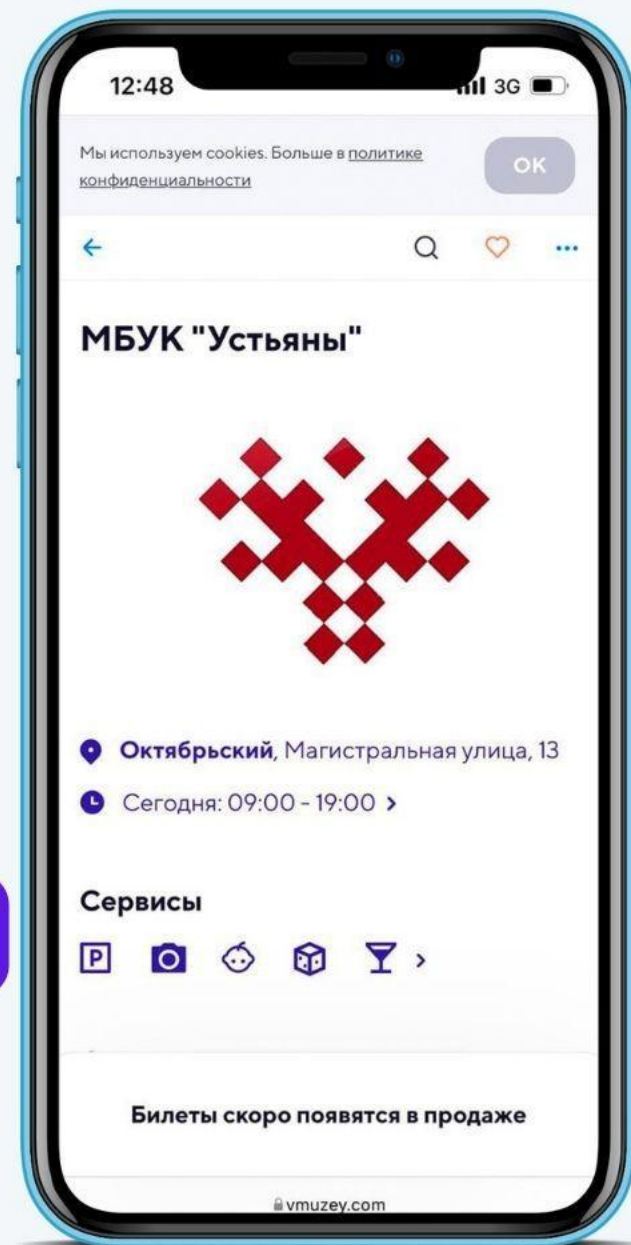 12:48 3G
Мы используем cookies. Больше в политике
конфиденциальности
OK
МБУК "Устьяны"
Октябрьский, Магистральная улица, 13
Сегодня: 09:00 - 19:00 >
Сервисы
P
Билеты скоро появятся в продаже
vmuzey.com